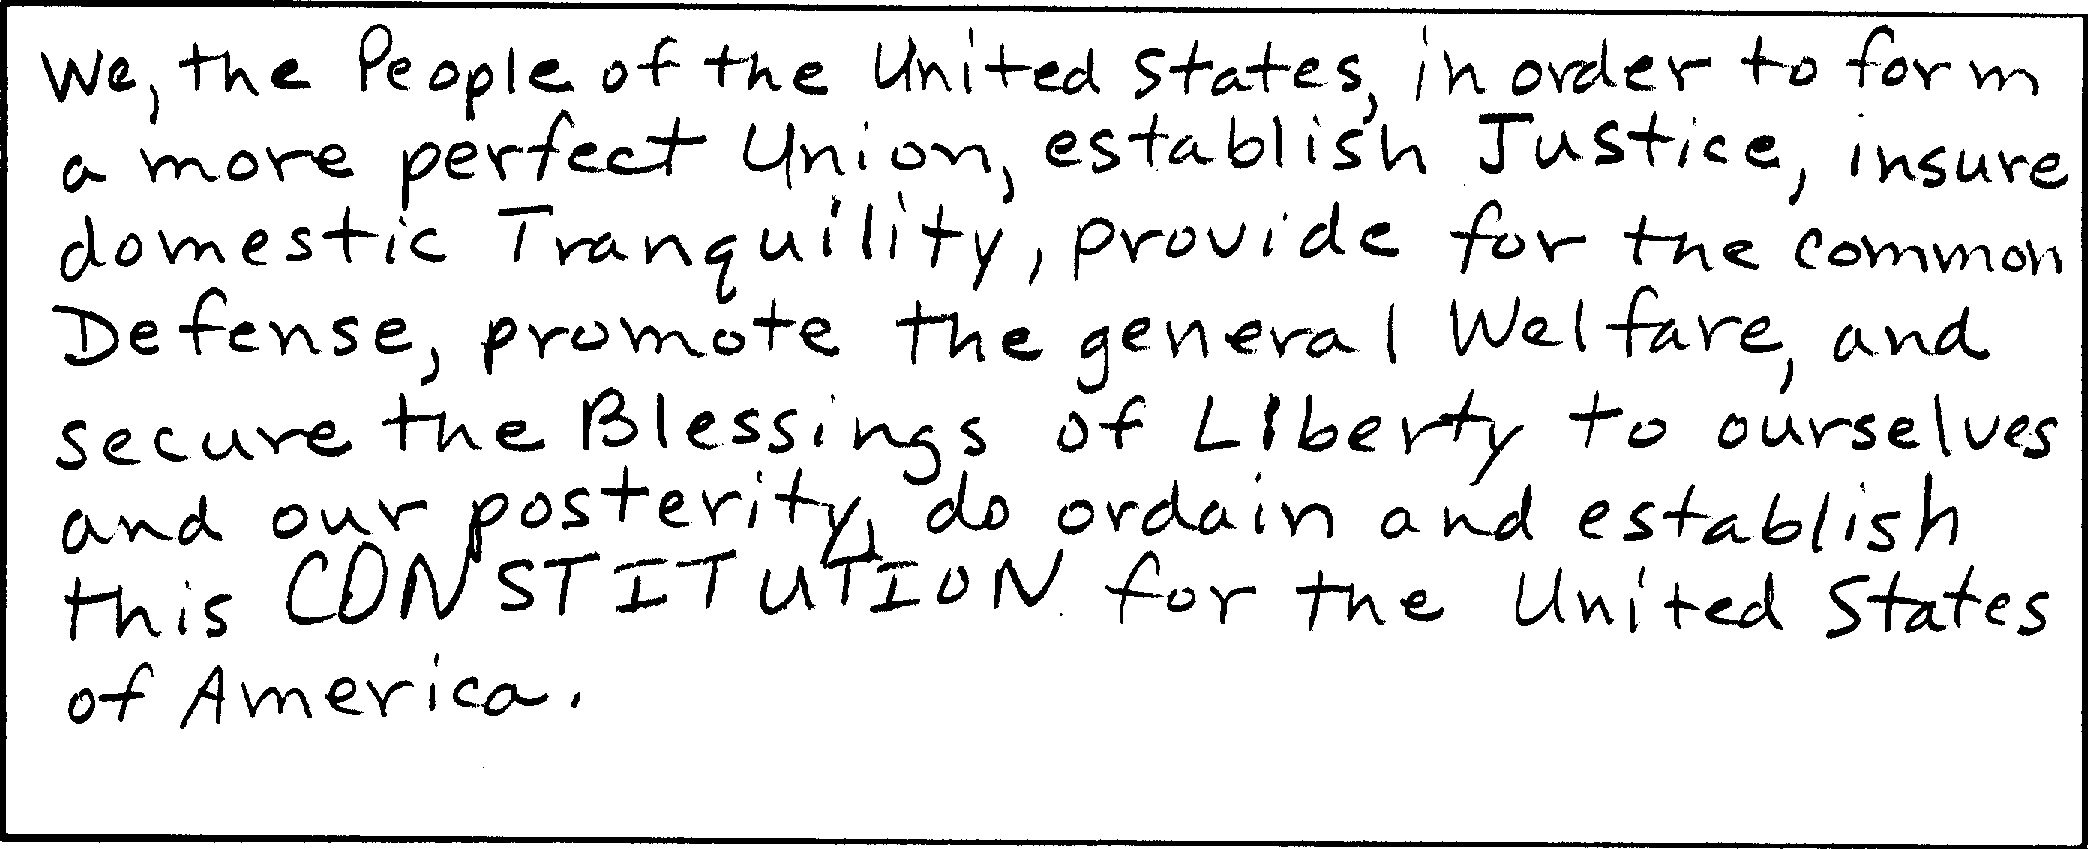 We, the People of the United States, in order to form
a more perfect Union, establish Justice, insure
domestic Tranquility, provide for the common
Defense, promote the general Welfare, and
secure the Blessings of Liberty to ourselves
and our posterity, do ordain and establish
this CONSTITUTION for the United States
of America.